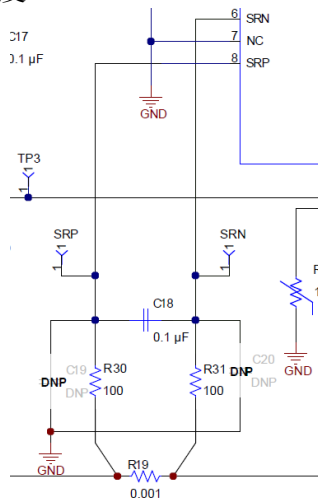 6 SRN
C17
7 NC
0.1 µF
8 SRP
GND
TP3
1
SRP
1
SRN
1
C18
0.1 µF
C19
DNP
DNP
R30
100
R31
100
DNP
C20
DNP
GND
GND
R19
0.001